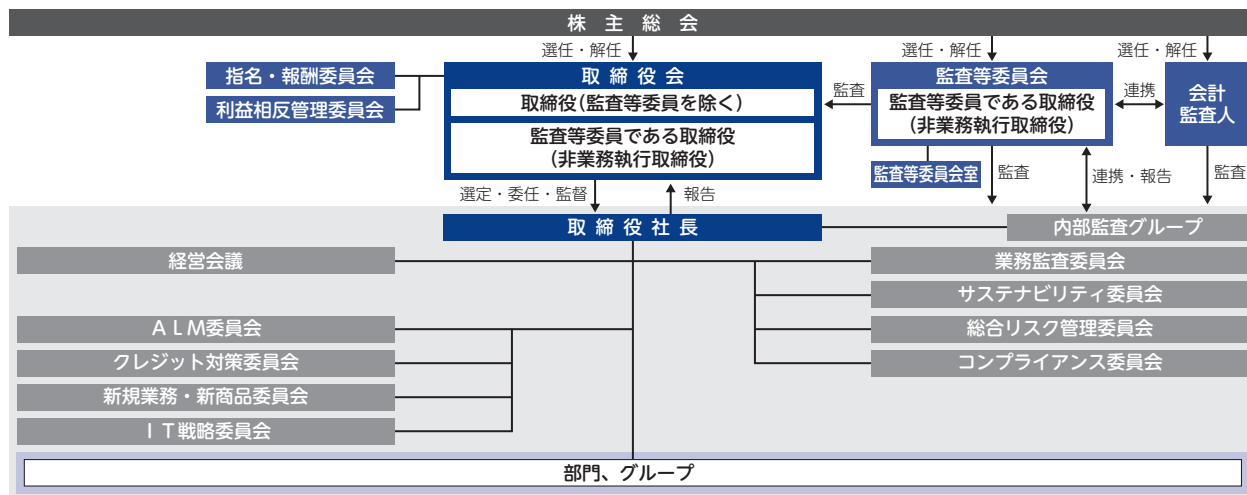 株主総会
選任・解任
選任・解任
選任・解任
指名・報酬委員会
利益相反管理委員会
取締役会
取締役(監査等委員を除く)
監査等委員である取締役
(非業務執行取締役)
監査
監査等委員会
監査等委員である取締役
(非業務執行取締役)
連携
会計
監査人
監査等委員会室
監査
連携・報告
監査
選定・委任・監督
報告
取締役社長
内部監査グループ
経営会議
業務監査委員会
サステナビリティ委員会
ALM委員会
総合リスク管理委員会
クレジット対策委員会
コンプライアンス委員会
新規業務・新商品委員会
IT戦略委員会
部門、グループ